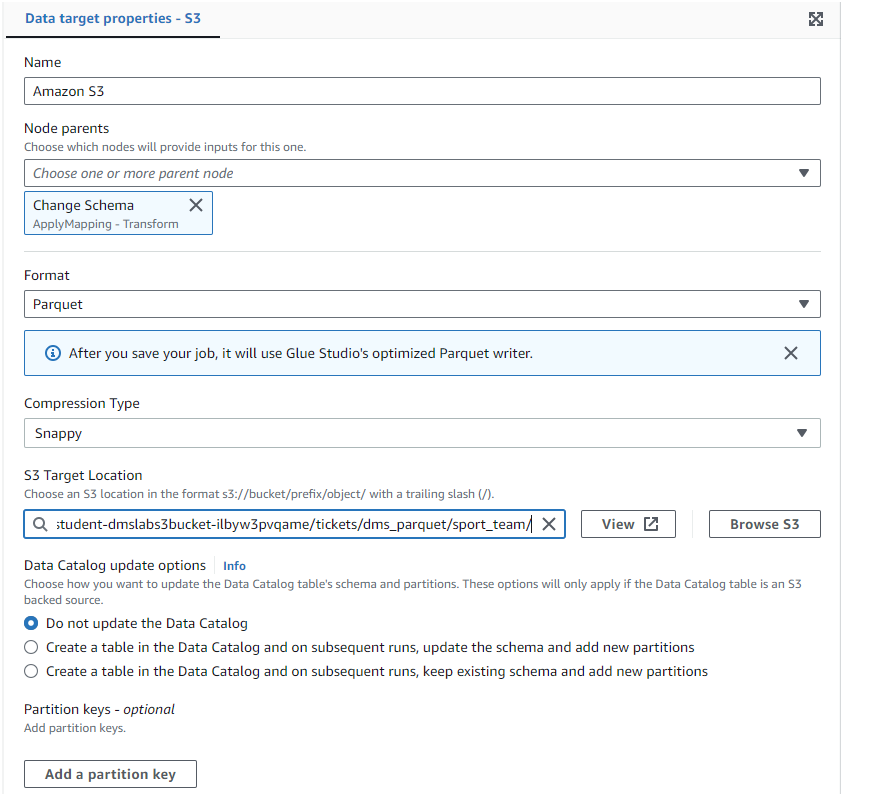 Data target properties - S3
Name
Amazon S3
Node parents
Choose which nodes will provide inputs for this one.
Choose one or more parent node
Change Schema
ApplyMapping - Transform
Format
Parquet
After you save your job, it will use Glue Studio's optimized Parquet writer.
Compression Type
Snappy
S3 Target Location
Choose an S3 location in the format s3://bucket/prefix/object/ with a trailing slash (/).
student-dmslabs3bucket-ilbyw3pvqame/tickets/dms_parquet/sport_team/
View
Browse S3
Data Catalog update options Info
Choose how you want to update the Data Catalog table's schema and partitions. These options will only apply if the Data Catalog table is an S3
backed source.
Do not update the Data Catalog
Create a table in the Data Catalog and on subsequent runs, update the schema and add new partitions
Create a table in the Data Catalog and on subsequent runs, keep existing schema and add new partitions
Partition keys - optional
Add partition keys.
Add a partition key